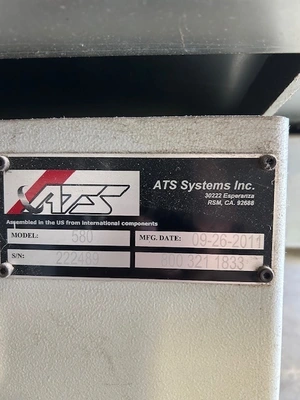 ATS
ATS Systems Inc.
30222 Esperanza
RSM, CA. 92688
Assembled in the US from international components
MODEL: 580
MFG. DATE: 09-26-2011
S/N: 222489
800 321 1833